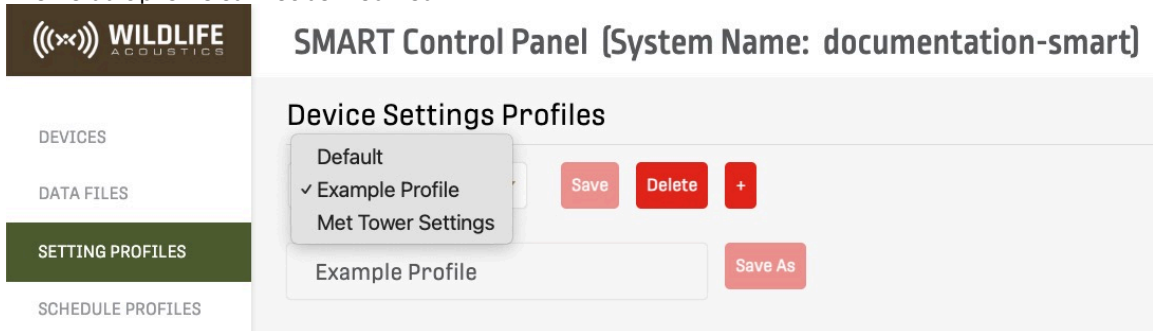 WILDLIFE
ACOUSTICS
SMART Control Panel (System Name: documentation-smart)
DEVICES
DATA FILES
SETTING PROFILES
SCHEDULE PROFILES
Device Settings Profiles
Default
✓ Example Profile
Met Tower Settings
Save Delete +
Example Profile
Save As